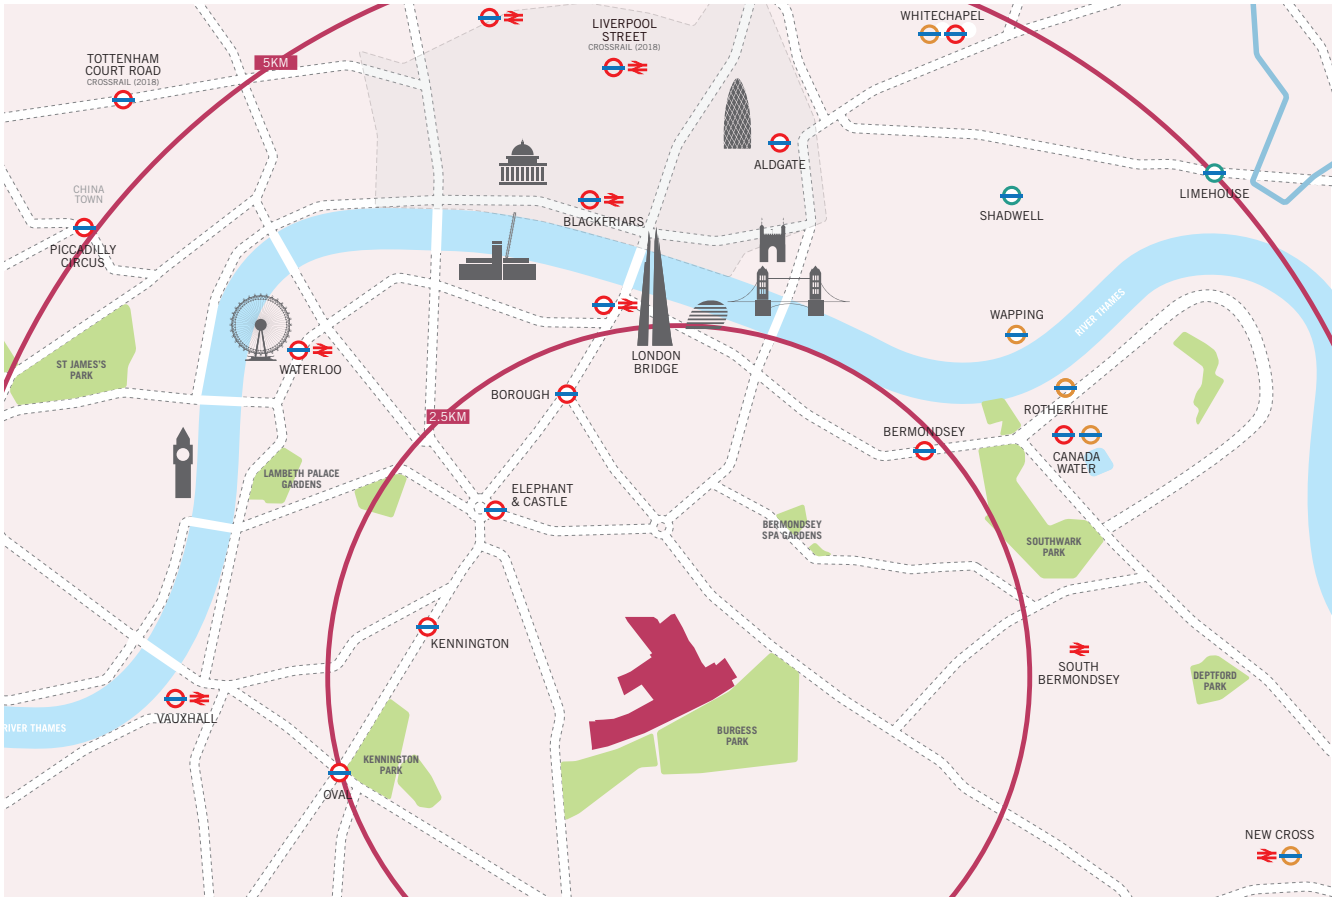 WHITECHAPEL
LIVERPOOL
STREET
CROSSRAIL (2018)
TOTTENHAM
COURT ROAD
CROSSRAIL (2018)
5KM
ALDGATE
CHINA
TOWN
LIMEHOUSE
SHADWELL
BLACKFRIARS
PICCADILLY
CIRCUS
RIVER THAMES
WAPPING
ST JAMES'S
PARK
WATERLOO
LONDON
BRIDGE
BOROUGH
ROTHERHITHE
2.5KM
BERMONDSEY
CANADA
WATER
LAMBETH PALACE
GARDENS
ELEPHANT
& CASTLE
BERMONDSEY
SPA GARDENS
SOUTHWARK
PARK
KENNINGTON
SOUTH
BERMONDSEY
DEPTFORD
PARK
VAUXHALL
RIVER THAMES
BURGESS
PARK
KENNINGTON
PARK
OVAL
NEW CROSS